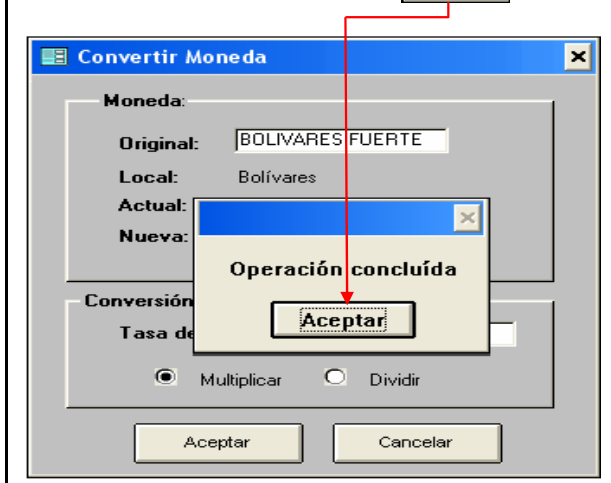 Convertir Moneda
Moneda:
Original: BOLIVARES FUERTE
Local: Bolívares
Actual:
Nueva:
Operación concluída
Aceptar
Conversión
Tasa de
Multiplicar Dividir
Aceptar Cancelar